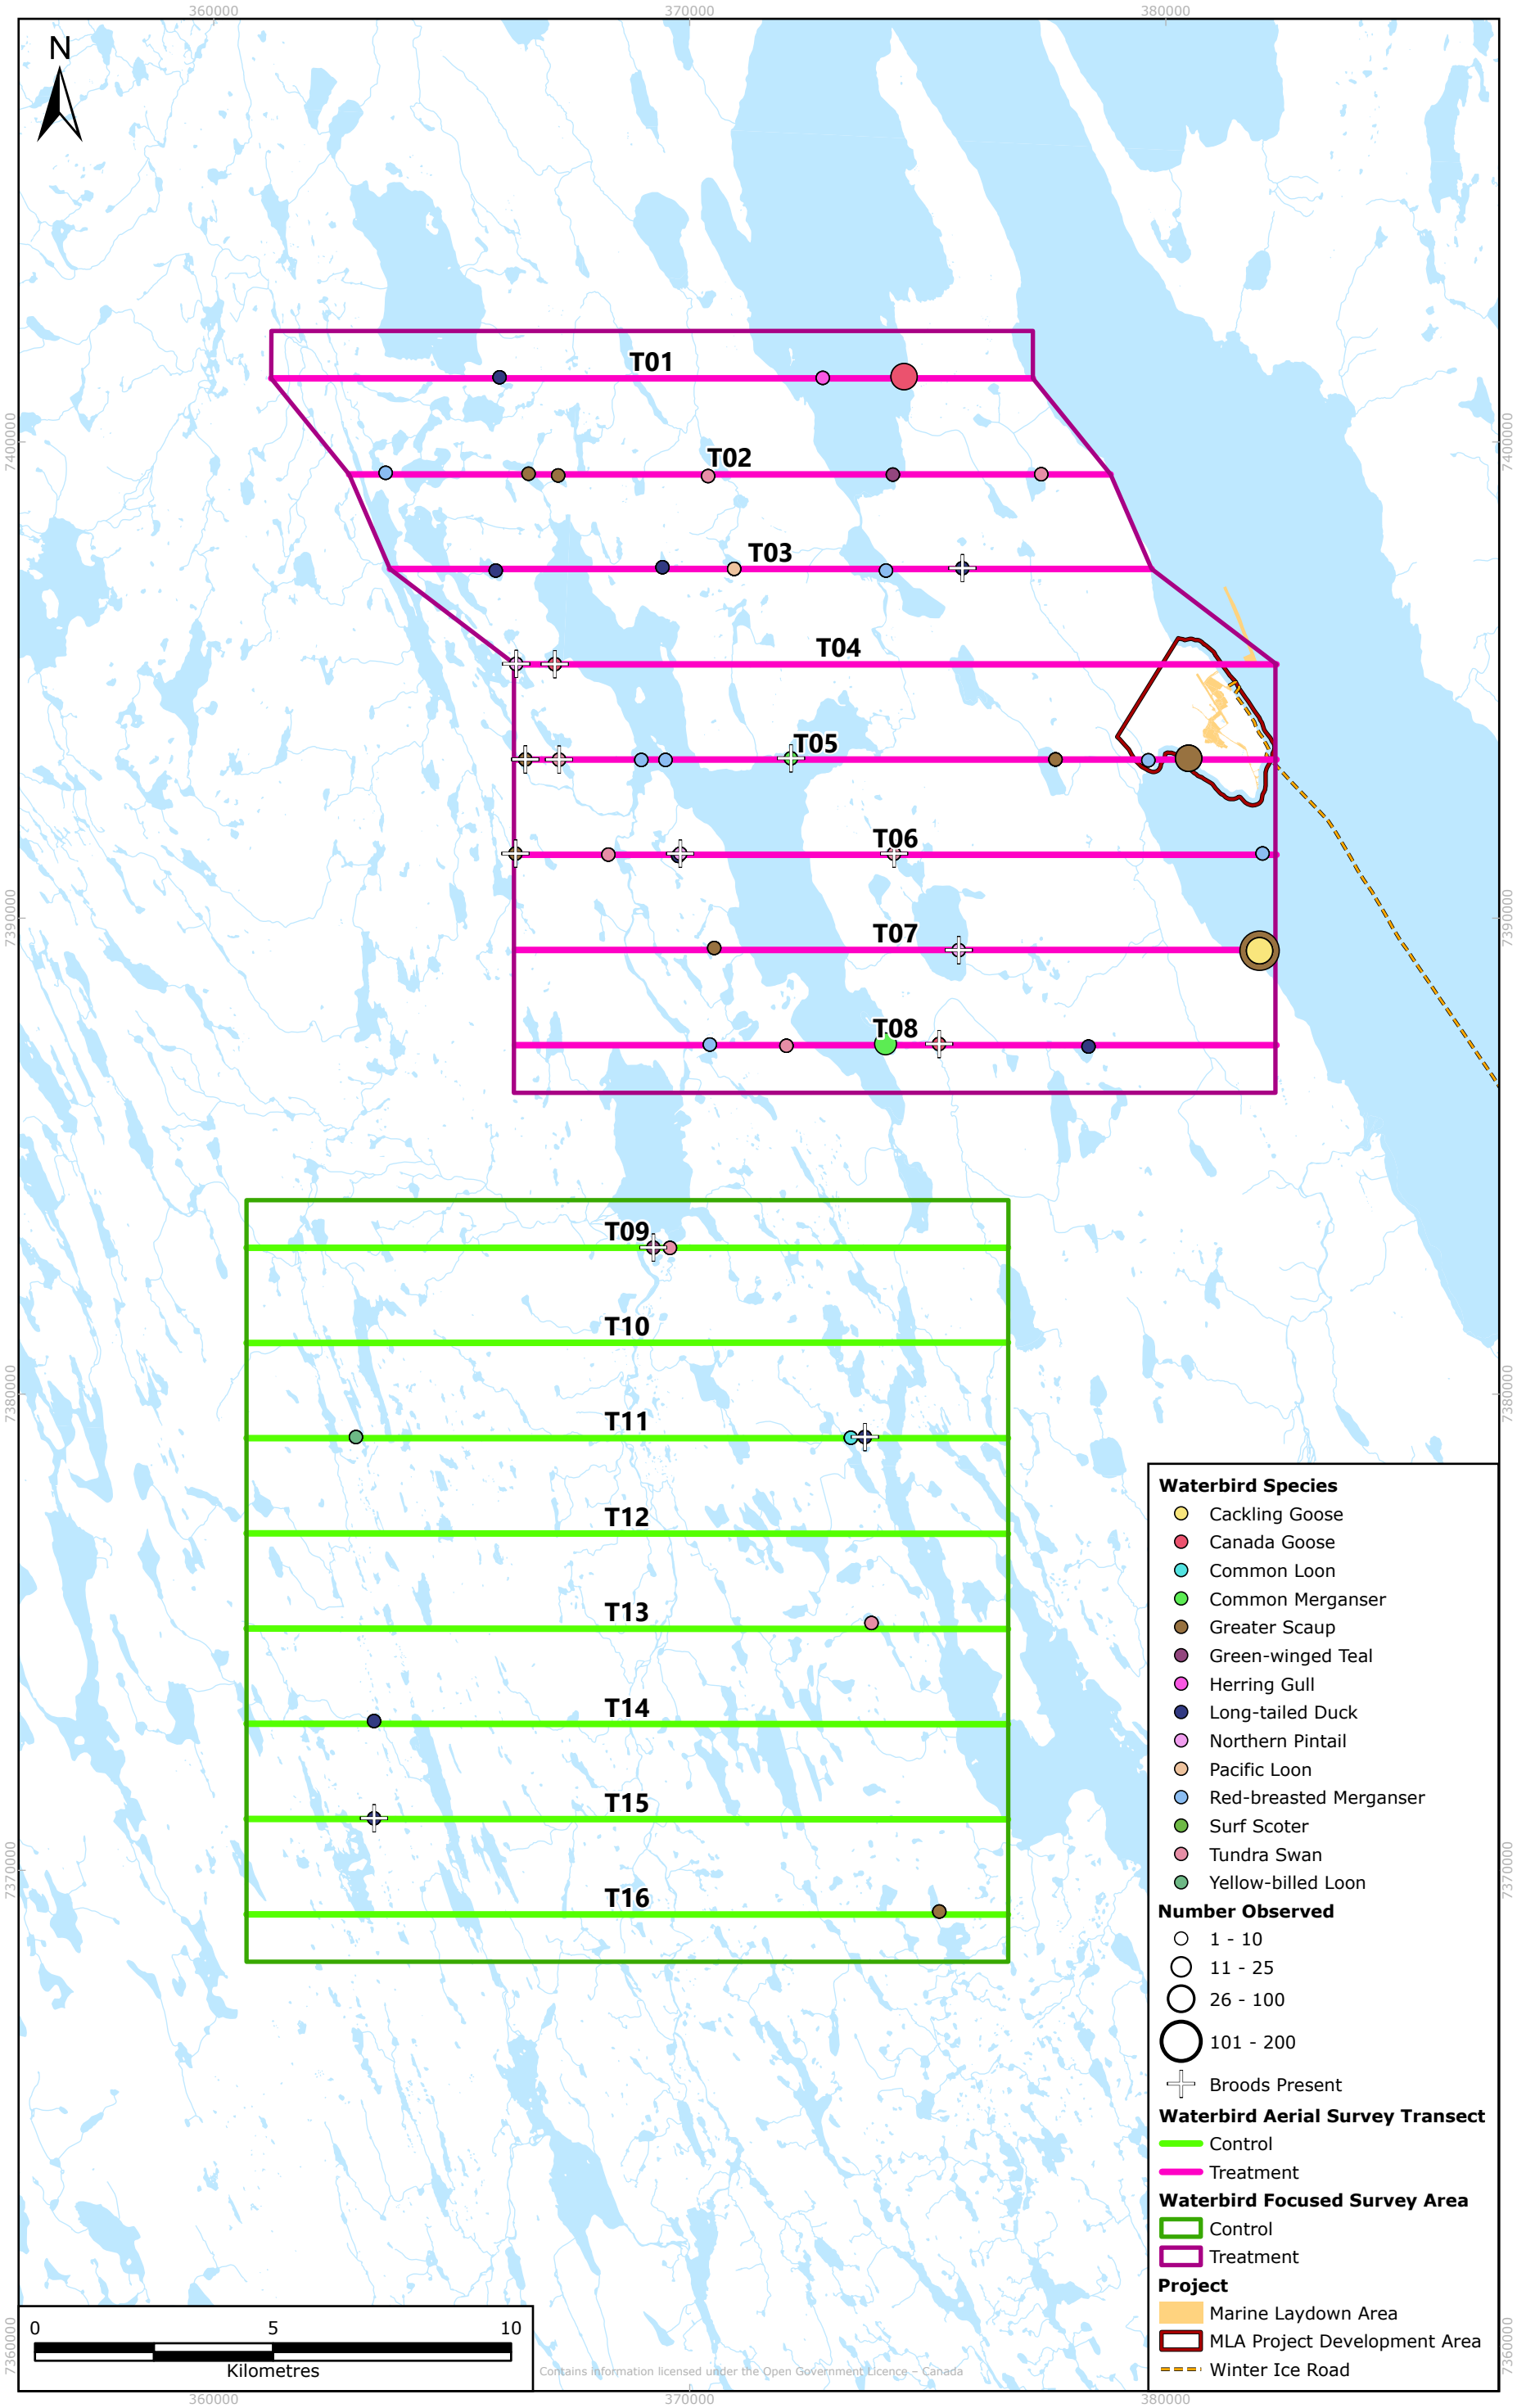 360000
370000
380000
N
T01
7400000
7400000
T02
T03
T04
T05
T06
7390000
7390000
T07
T08
T09
T10
7380000
7380000
T11
T12
T13
T14
T15
7370000
7370000
T16
Waterbird Species
Cackling Goose
Canada Goose
Common Loon
Common Merganser
Greater Scaup
Green-winged Teal
Herring Gull
Long-tailed Duck
Northern Pintail
Pacific Loon
Red-breasted Merganser
Surf Scoter
Tundra Swan
Yellow-billed Loon
Number Observed
1 - 10
11 - 25
26 - 100
101 - 200
Broods Present
Waterbird Aerial Survey Transect
Control
Treatment
Waterbird Focused Survey Area
Control
Treatment
Project
Marine Laydown Area
MLA Project Development Area
Winter Ice Road
0 5 10
Kilometres
Contains information licensed under the Open Government Licence – Canada
7360000
7360000
360000
370000
380000